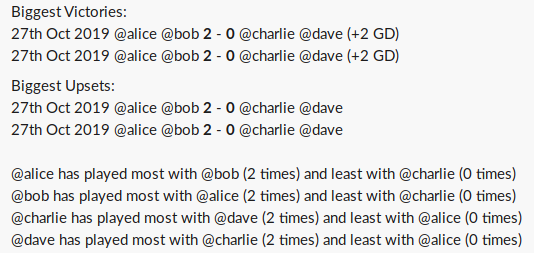 Biggest Victories:
27th Oct 2019 @alice @bob 2 - 0 @charlie @dave (+2 GD)
27th Oct 2019 @alice @bob 2 - 0 @charlie @dave (+2 GD)
Biggest Upsets:
27th Oct 2019 @alice @bob 2 - 0 @charlie @dave
27th Oct 2019 @alice @bob 2 - 0 @charlie @dave
@alice has played most with @bob (2 times) and least with @charlie (0 times)
@bob has played most with @alice (2 times) and least with @charlie (0 times)
@charlie has played most with @dave (2 times) and least with @alice (0 times)
@dave has played most with @charlie (2 times) and least with @alice (0 times)